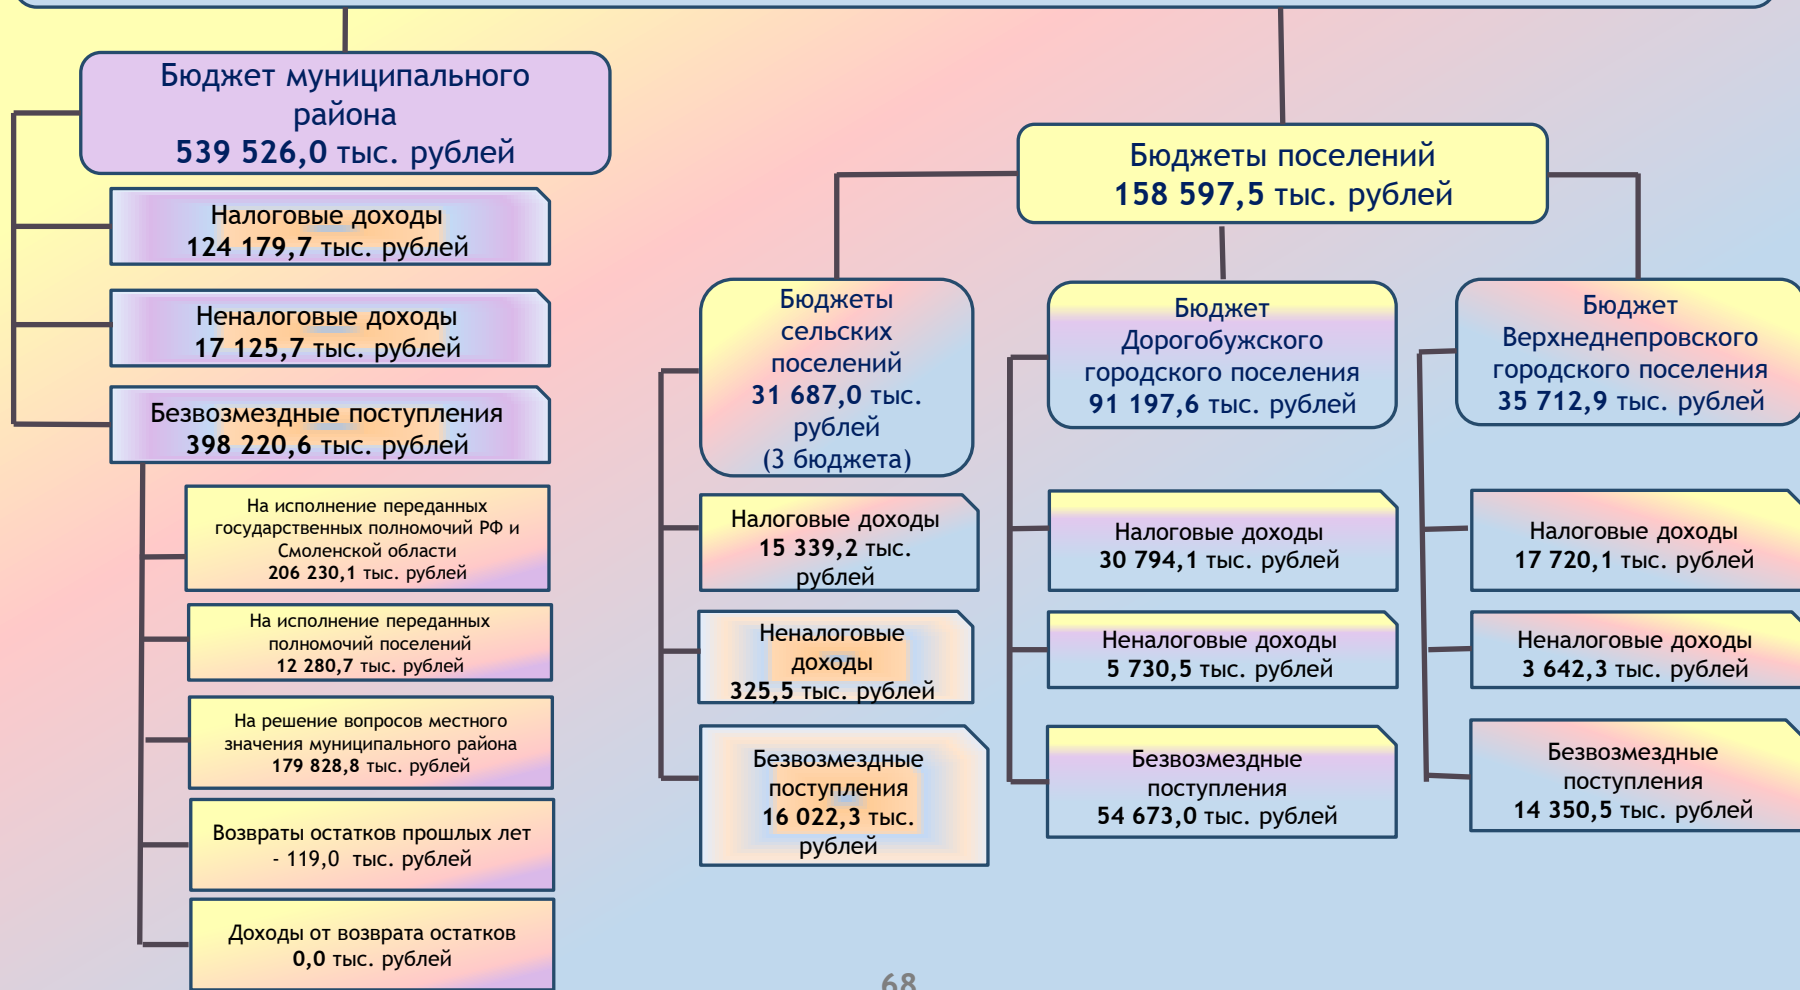 Бюджет муниципального
района
539 526,0 тыс. рублей
Налоговые доходы
124 179,7 тыс. рублей
Неналоговые доходы
17 125,7 тыс. рублей
Безвозмездные поступления
398 220,6 тыс. рублей
На исполнение переданных
государственных полномочий РФ и
Смоленской области
206 230,1 тыс. рублей
На исполнение переданных
полномочий поселений
12 280,7 тыс. рублей
На решение вопросов местного
значения муниципального района
179 828,8 тыс. рублей
Возвраты остатков прошлых лет
- 119,0 тыс. рублей
Доходы от возврата остатков
0,0 тыс. рублей
Бюджеты поселений
158 597,5 тыс. рублей
Бюджеты
сельских
поселений
31 687,0 тыс.
рублей
(3 бюджета)
Налоговые доходы
15 339,2 тыс.
рублей
Неналоговые
доходы
325,5 тыс. рублей
Безвозмездные
поступления
16 022,3 тыс.
рублей
Бюджет
Дорогобужского
городского поселения
91 197,6 тыс. рублей
Налоговые доходы
30 794,1 тыс. рублей
Неналоговые доходы
5 730,5 тыс. рублей
Безвозмездные
поступления
54 673,0 тыс. рублей
Бюджет
Верхнеднепровского
городского поселения
35 712,9 тыс. рублей
Налоговые доходы
17 720,1 тыс. рублей
Неналоговые доходы
3 642,3 тыс. рублей
Безвозмездные
поступления
14 350,5 тыс. рублей
68